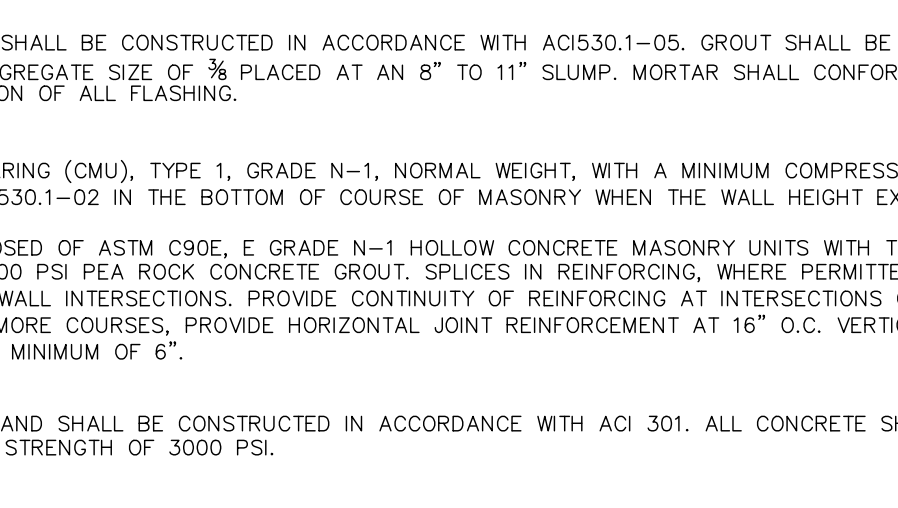 SHALL BE CONSTRUCTED IN ACCORDANCE WITH ACI530.1–05. GROUT SHALL BE
GGREGATE SIZE OF ⅜ PLACED AT AN 8" TO 11" SLUMP. MORTAR SHALL CONFOR
ON OF ALL FLASHING.
RING (CMU), TYPE 1, GRADE N–1, NORMAL WEIGHT, WITH A MINIMUM COMPRESS
530.1–02 IN THE BOTTOM OF COURSE OF MASONRY WHEN THE WALL HEIGHT EX
OSED OF ASTM C90E, E GRADE N–1 HOLLOW CONCRETE MASONRY UNITS WITH T
00 PSI PEA ROCK CONCRETE GROUT. SPLICES IN REINFORCING, WHERE PERMITTE
WALL INTERSECTIONS. PROVIDE CONTINUITY OF REINFORCING AT INTERSECTIONS
MORE COURSES, PROVIDE HORIZONTAL JOINT REINFORCEMENT AT 16" O.C. VERTIC
MINIMUM OF 6".
AND SHALL BE CONSTRUCTED IN ACCORDANCE WITH ACI 301. ALL CONCRETE SH
STRENGTH OF 3000 PSI.